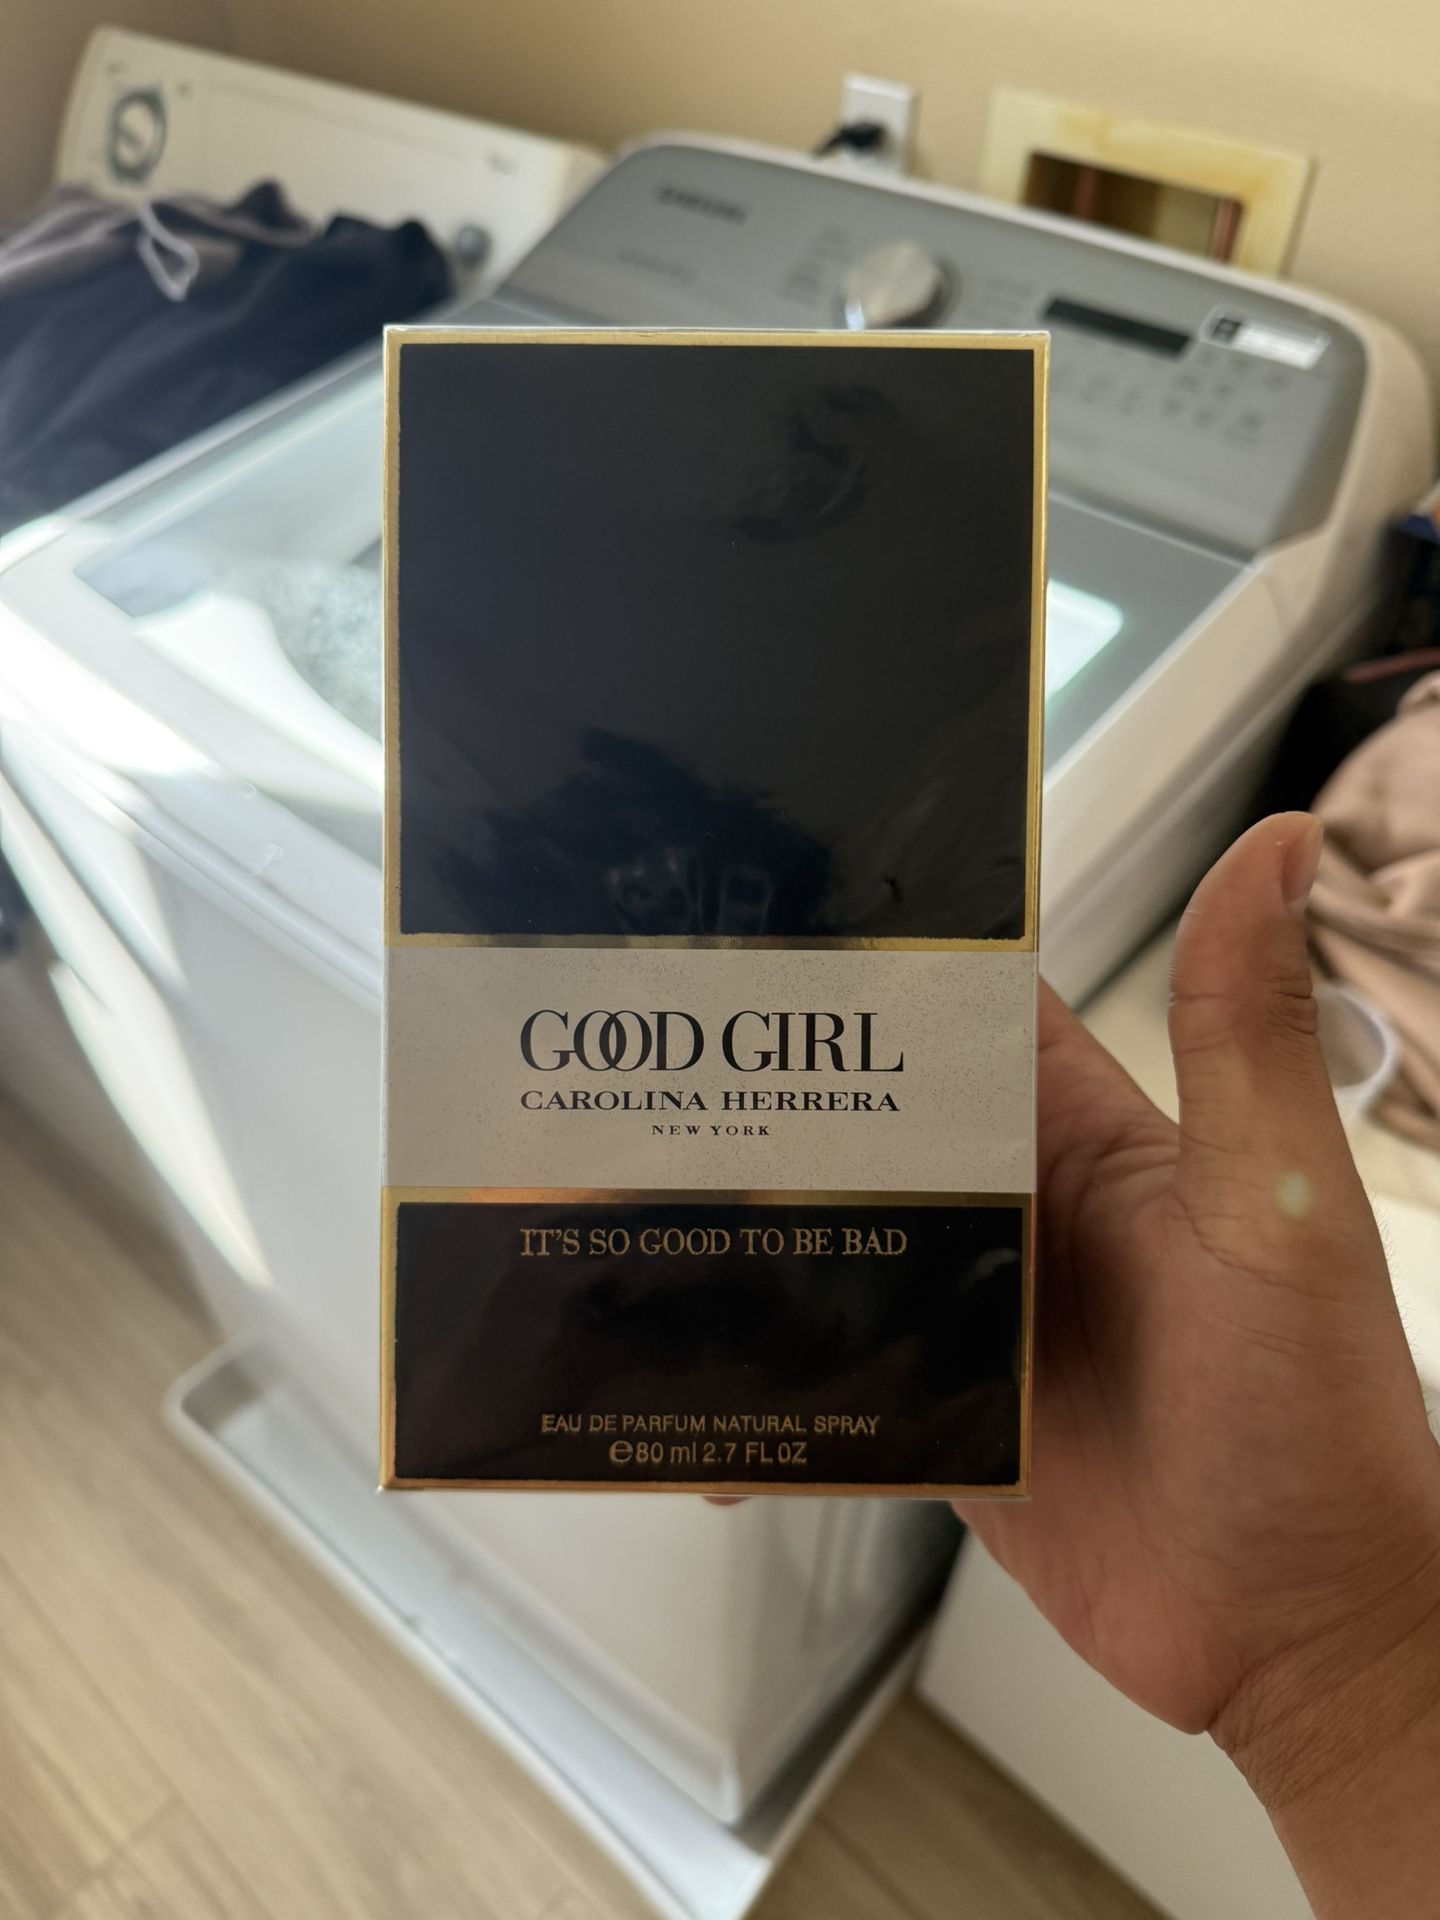 SAMSUNG
GOOD GIRL
CAROLINA HERRERA
NEW YORK
IT'S SO GOOD TO BE BAD
EAU DE PARFUM NATURAL SPRAY
℮80 ml 2.7 FL OZ